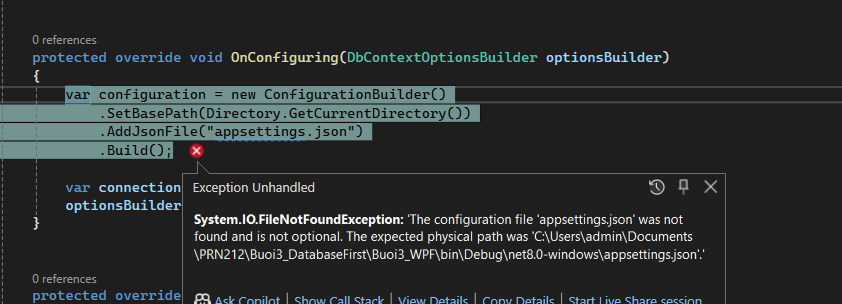 0 references
protected override void OnConfiguring(DbContextOptionsBuilder optionsBuilder)
{
var configuration = new ConfigurationBuilder()
.SetBasePath(Directory.GetCurrentDirectory())
.AddJsonFile("appsettings.json")
.Build();
var connection
optionsBuilder
}
Exception Unhandled
System.IO.FileNotFoundException: 'The configuration file 'appsettings.json' was not
found and is not optional. The expected physical path was 'C:\Users\admin\Documents
\PRN212\Buoi3_DatabaseFirst\Buoi3_WPF\bin\Debug\net8.0-windows\appsettings.json'.'
Ask Copilot | Show Call Stack | View Details | Copy Details | Start Live Share session
0 references
protected override